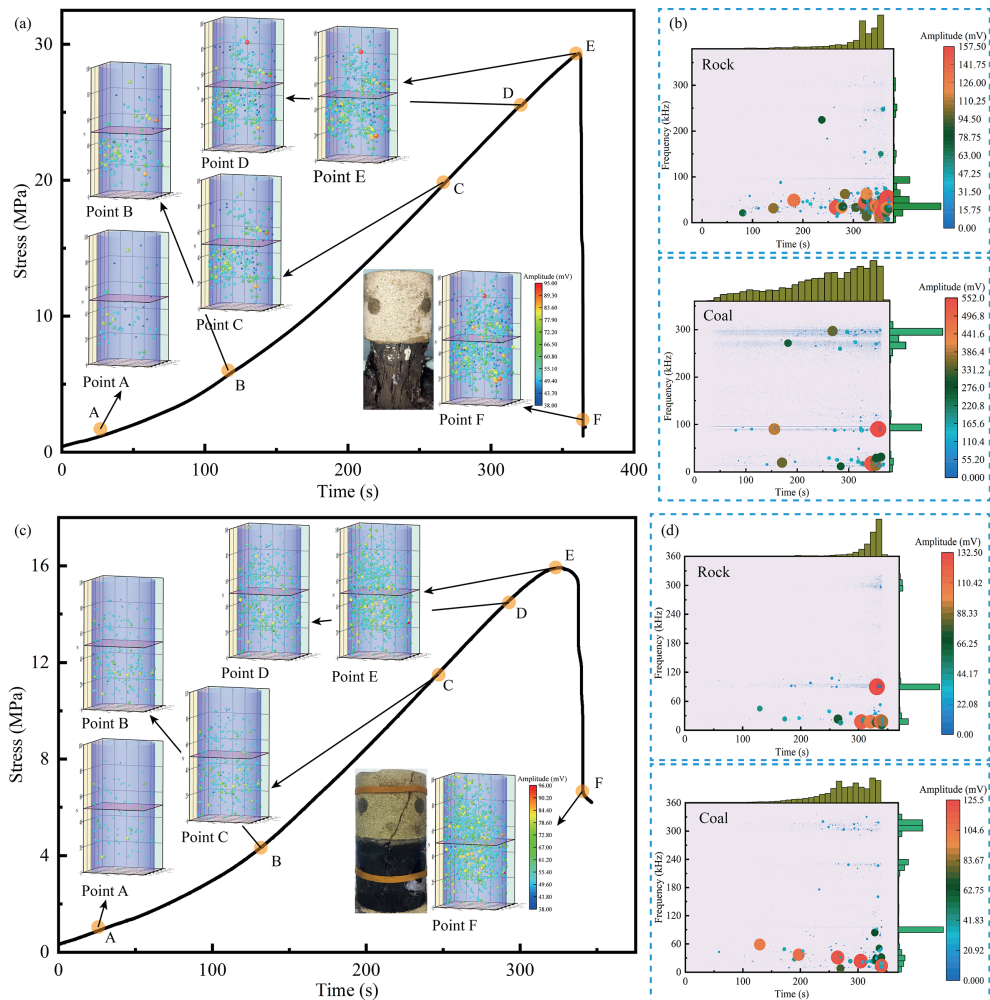 (a)
30
20
10
0
Stress (MPa)
0
100
200
300
400
Time (s)
A
B
C
D
E
F
Point A
Point B
Point C
Point D
Point E
Point F
Amplitude (mV)
95.00
89.30
83.60
77.90
72.20
66.50
60.80
55.10
49.40
43.70
38.00
(b)
Rock
Amplitude (mV)
157.50
141.75
126.00
110.25
94.50
78.75
63.00
47.25
31.50
15.75
0.00
Frequency (kHz)
300
250
200
150
100
50
0
0
100
200
300
Time (s)
Coal
Amplitude (mV)
552.0
496.8
441.6
386.4
331.2
276.0
220.8
165.6
110.4
55.20
0.000
Frequency (kHz)
300
200
100
0
0
100
200
300
Time (s)
(c)
16
12
8
4
0
Stress (MPa)
0
100
200
300
Time (s)
A
B
C
D
E
F
Point A
Point B
Point C
Point D
Point E
Point F
Amplitude (mV)
96.00
90.20
84.40
78.60
72.80
67.00
61.20
55.40
49.60
43.80
38.00
(d)
Rock
Amplitude (mV)
132.50
110.42
88.33
66.25
44.17
22.08
0.00
Frequency (kHz)
360
300
240
180
120
60
0
0
100
200
300
Time (s)
Coal
Amplitude (mV)
125.5
104.6
83.67
62.75
41.83
20.92
0.000
Frequency (kHz)
360
300
240
180
120
60
0
0
100
200
300
Time (s)